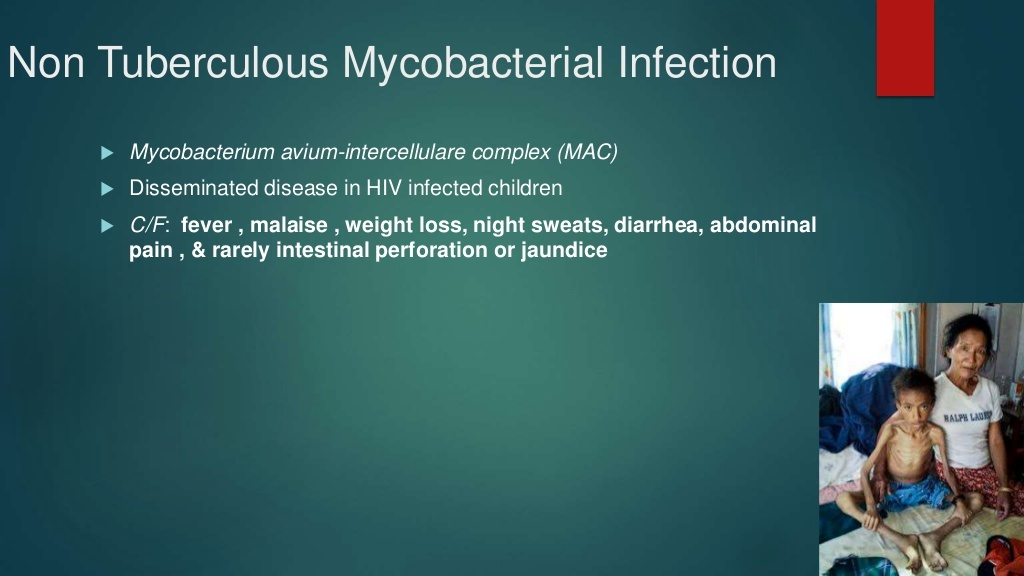 Non Tuberculous Mycobacterial Infection
Mycobacterium avium-intercellulare complex (MAC)
Disseminated disease in HIV infected children
C/F:  fever , malaise , weight loss, night sweats, diarrhea, abdominal
pain , & rarely intestinal perforation or jaundice
RALPH